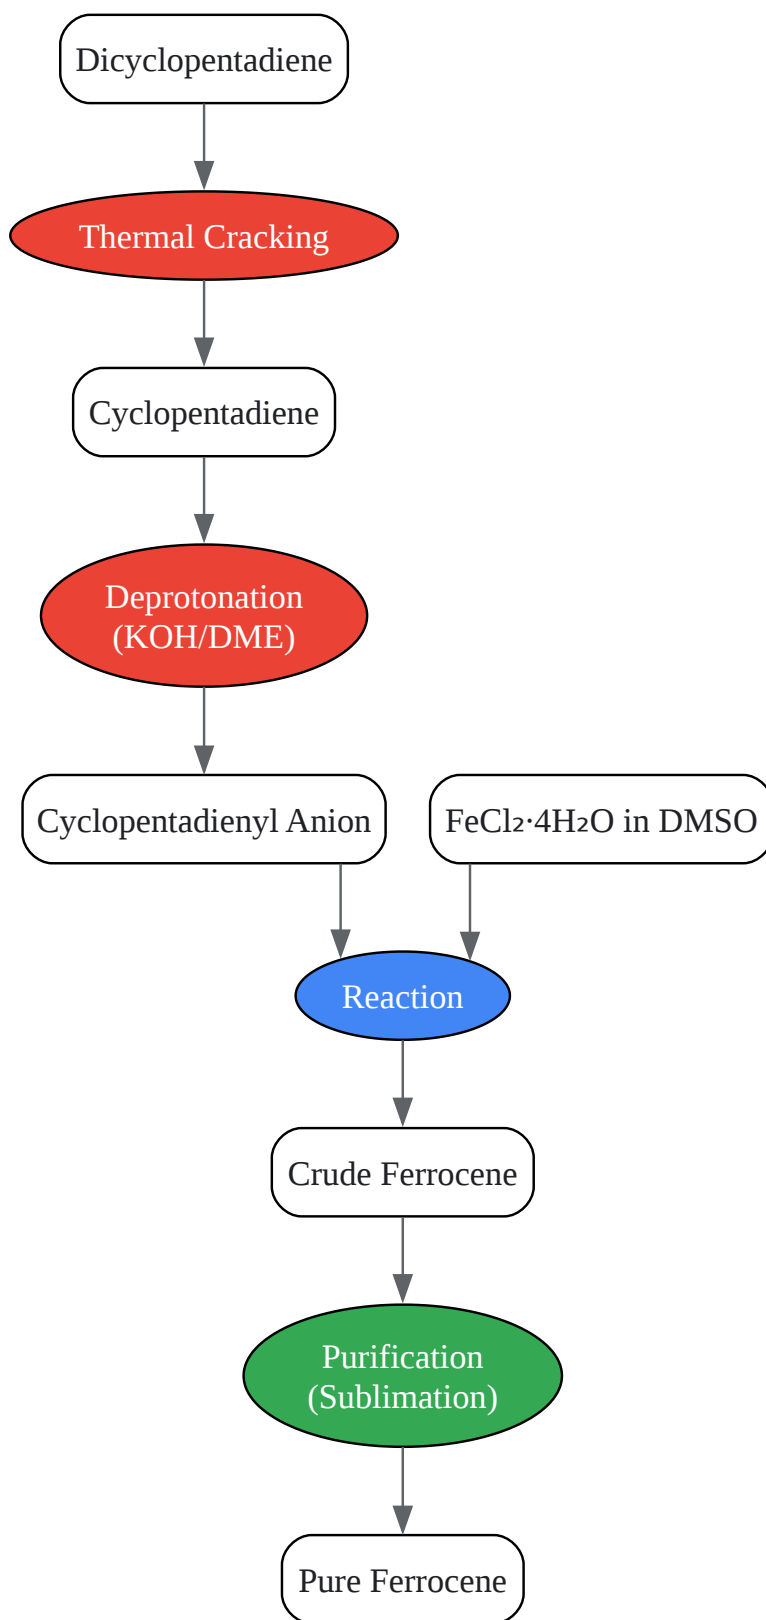 Dicyclopentadiene
Thermal Cracking
Cyclopentadiene
Deprotonation
(KOH/DME)
Cyclopentadienyl Anion
FeCl₂·4H₂O in DMSO
Reaction
Crude Ferrocene
Purification
(Sublimation)
Pure Ferrocene